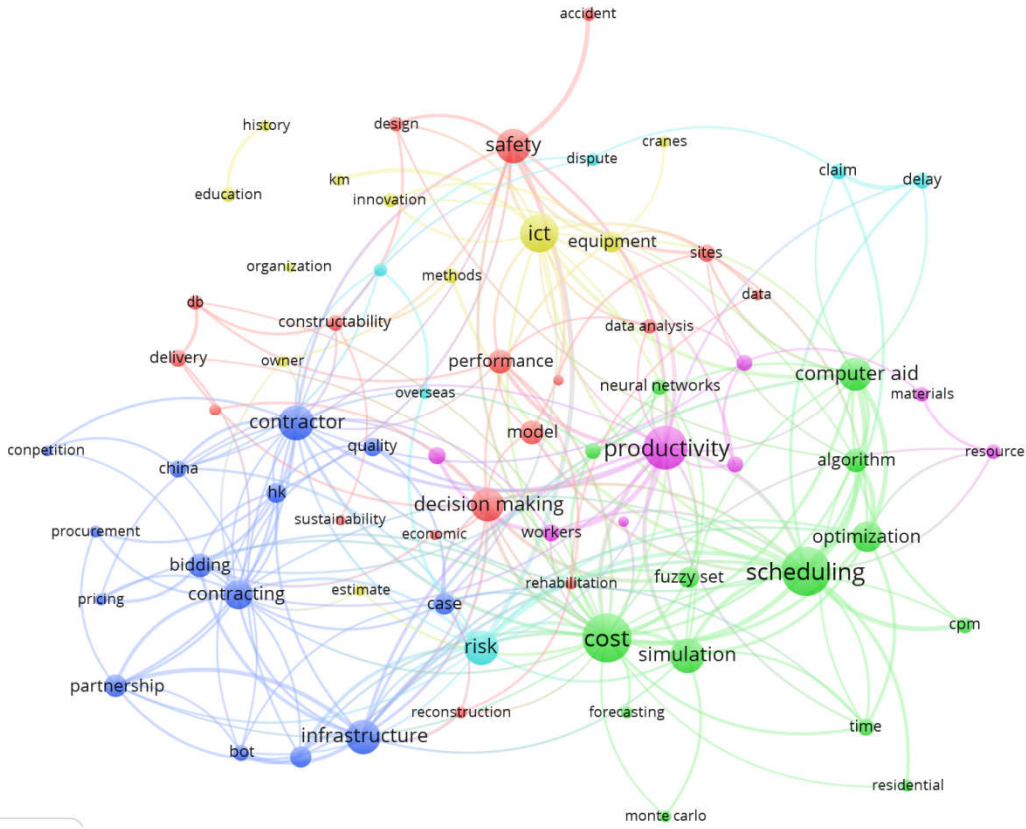 accident
history
design
safety
cranes
dispute
claim
delay
km
education
innovation
ict
equipment
sites
organization
methods
data
db
constructability
data analysis
delivery
owner
performance
computer aid
neural networks
overseas
materials
contractor
model
conpetition
quality
productivity
resource
china
algorithm
hk
decision making
sustainability
procurement
economic
workers
optimization
bidding
scheduling
rehabilitation
fuzzy set
pricing
contracting
estimate
case
cpm
cost
risk
simulation
partnership
reconstruction
forecasting
time
infrastructure
bot
residential
monte carlo